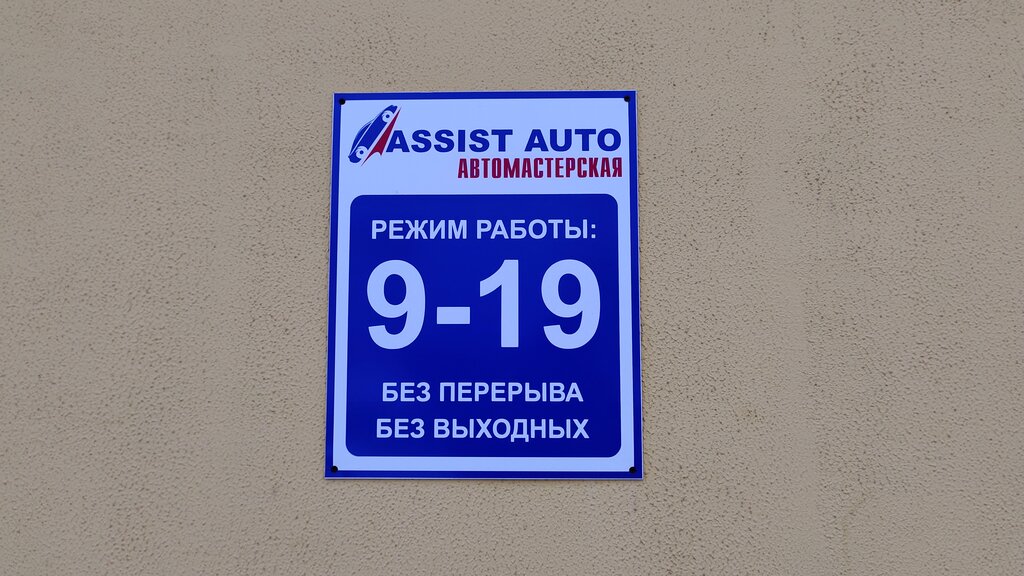 ASSIST AUTO
АВТОМАСТЕРСКАЯ
РЕЖИМ РАБОТЫ:
9-19
БЕЗ ПЕРЕРЫВА
БЕЗ ВЫХОДНЫХ